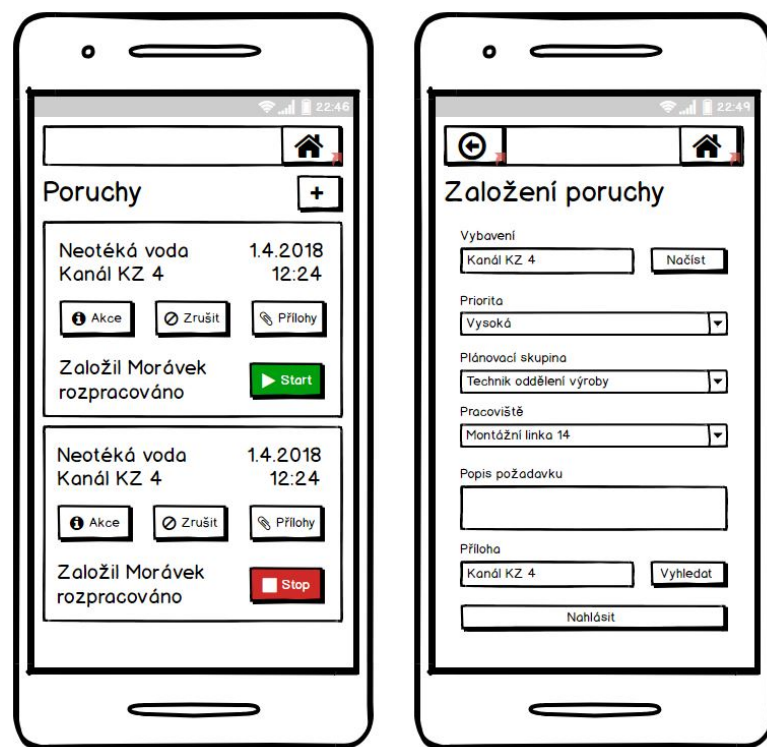 22:46
Poruchy
+
Neotéká voda 1.4.2018
Kanál KZ 4 12:24
Akce Zrušit Přílohy
Založil Morávek
rozpracováno Start
Neotéká voda 1.4.2018
Kanál KZ 4 12:24
Akce Zrušit Přílohy
Založil Morávek
rozpracováno Stop
22:49
Založení poruchy
Vybavení
Kanál KZ 4 Načíst
Priorita
Vysoká
Plánovací skupina
Technik oddělení výroby
Pracoviště
Montážní linka 14
Popis požadavku
Příloha
Kanál KZ 4 Vyhledat
Nahlásit